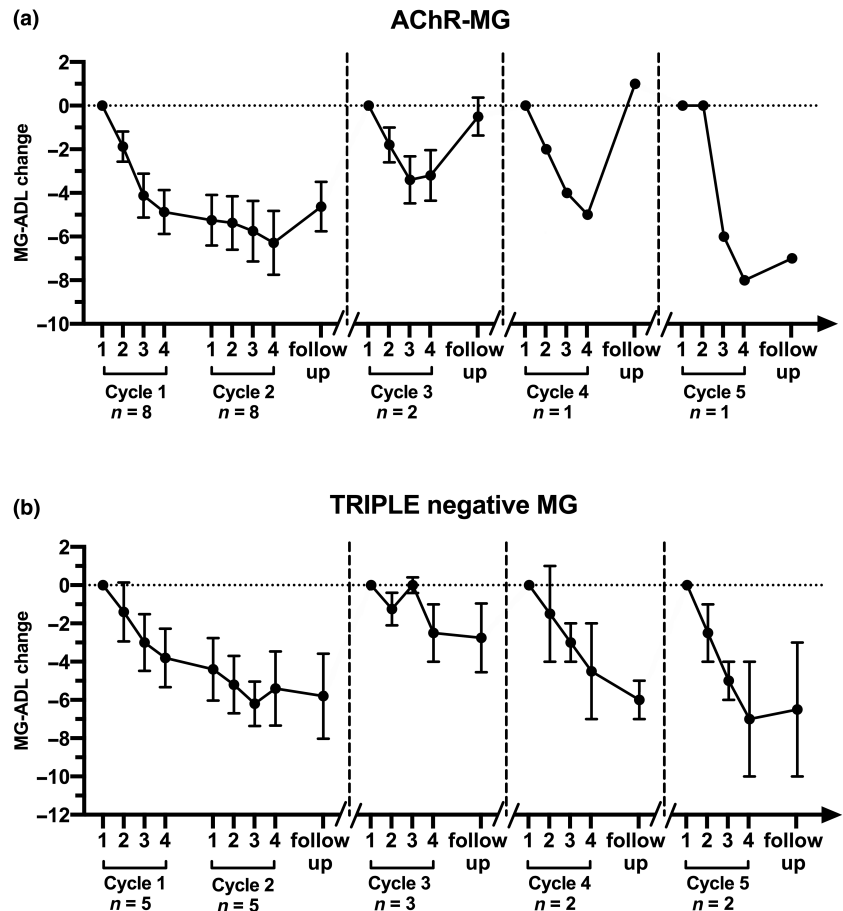 (a)
AChR-MG
MG-ADL change
2
0
–2
–4
–6
–8
–10
1 2 3 4 1 2 3 4 follow up 1 2 3 4 follow up 1 2 3 4 follow up 1 2 3 4 follow up
Cycle 1 Cycle 2 Cycle 3 Cycle 4 Cycle 5
n = 8 n = 8 n = 2 n = 1 n = 1
(b)
TRIPLE negative MG
MG-ADL change
2
0
–2
–4
–6
–8
–10
–12
1 2 3 4 1 2 3 4 follow up 1 2 3 4 follow up 1 2 3 4 follow up 1 2 3 4 follow up
Cycle 1 Cycle 2 Cycle 3 Cycle 4 Cycle 5
n = 5 n = 5 n = 3 n = 2 n = 2